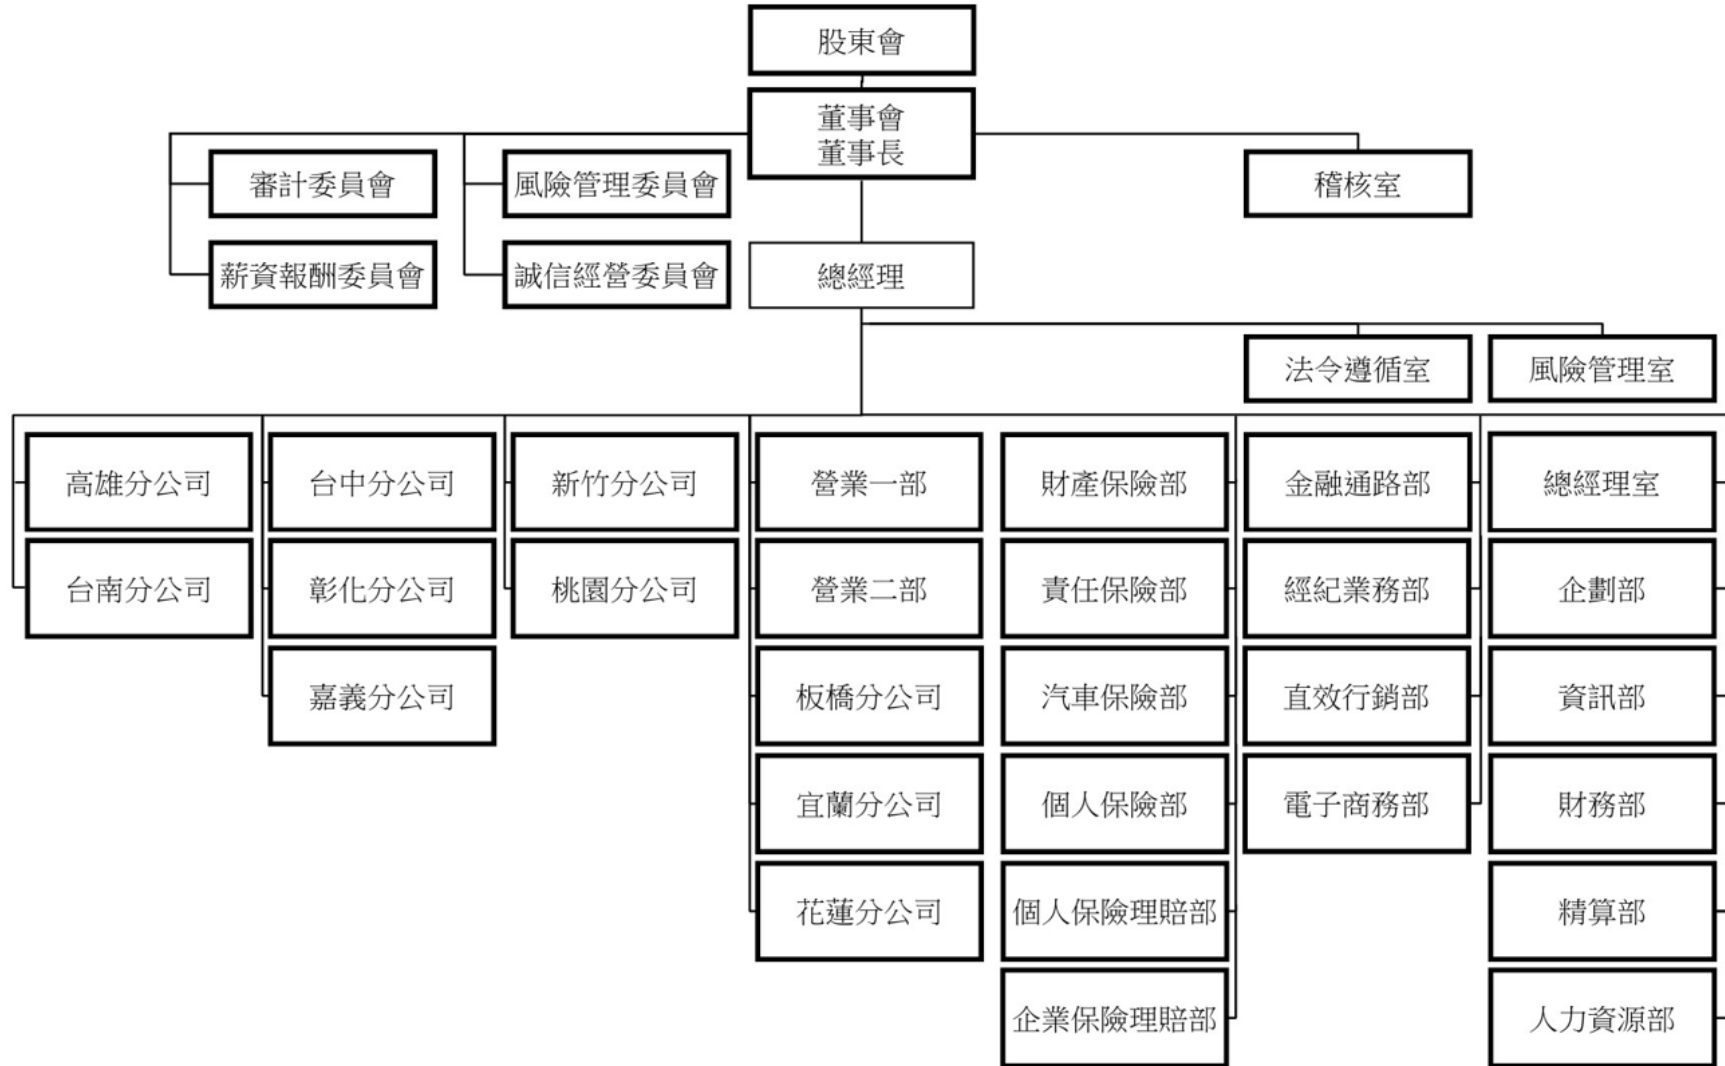 股東會
董事會
董事長
審計委員會
風險管理委員會
稽核室
薪資報酬委員會
誠信經營委員會
總經理
法令遵循室
風險管理室
高雄分公司
台中分公司
新竹分公司
營業一部
財產保險部
金融通路部
總經理室
台南分公司
彰化分公司
桃園分公司
營業二部
責任保險部
經紀業務部
企劃部
嘉義分公司
板橋分公司
汽車保險部
直效行銷部
資訊部
宜蘭分公司
個人保險部
電子商務部
財務部
花蓮分公司
個人保險理賠部
精算部
企業保險理賠部
人力資源部